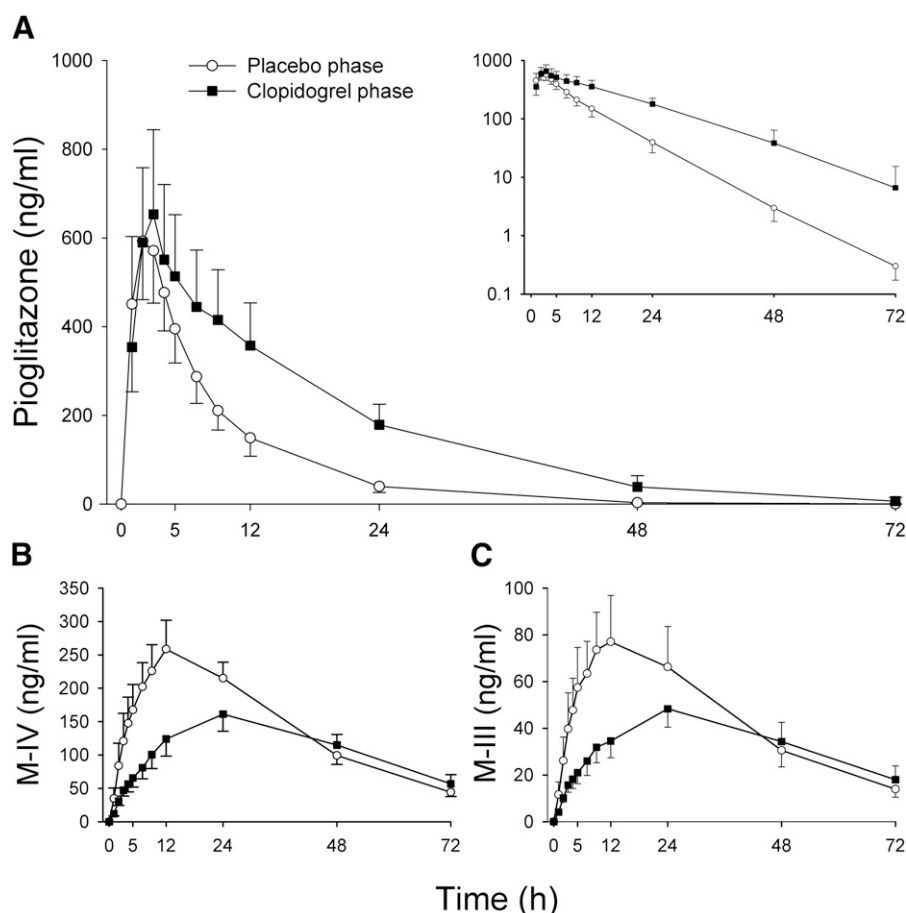 A
Placebo phase
Clopidogrel phase
Pioglitazone (ng/ml)
1000
800
600
400
200
0
0 5 12 24 48 72
1000
100
10
1
0.1
0 5 12 24 48 72
B
M-IV (ng/ml)
350
300
250
200
150
100
50
0
0 5 12 24 48 72
C
M-III (ng/ml)
100
80
60
40
20
0
0 5 12 24 48 72
Time (h)